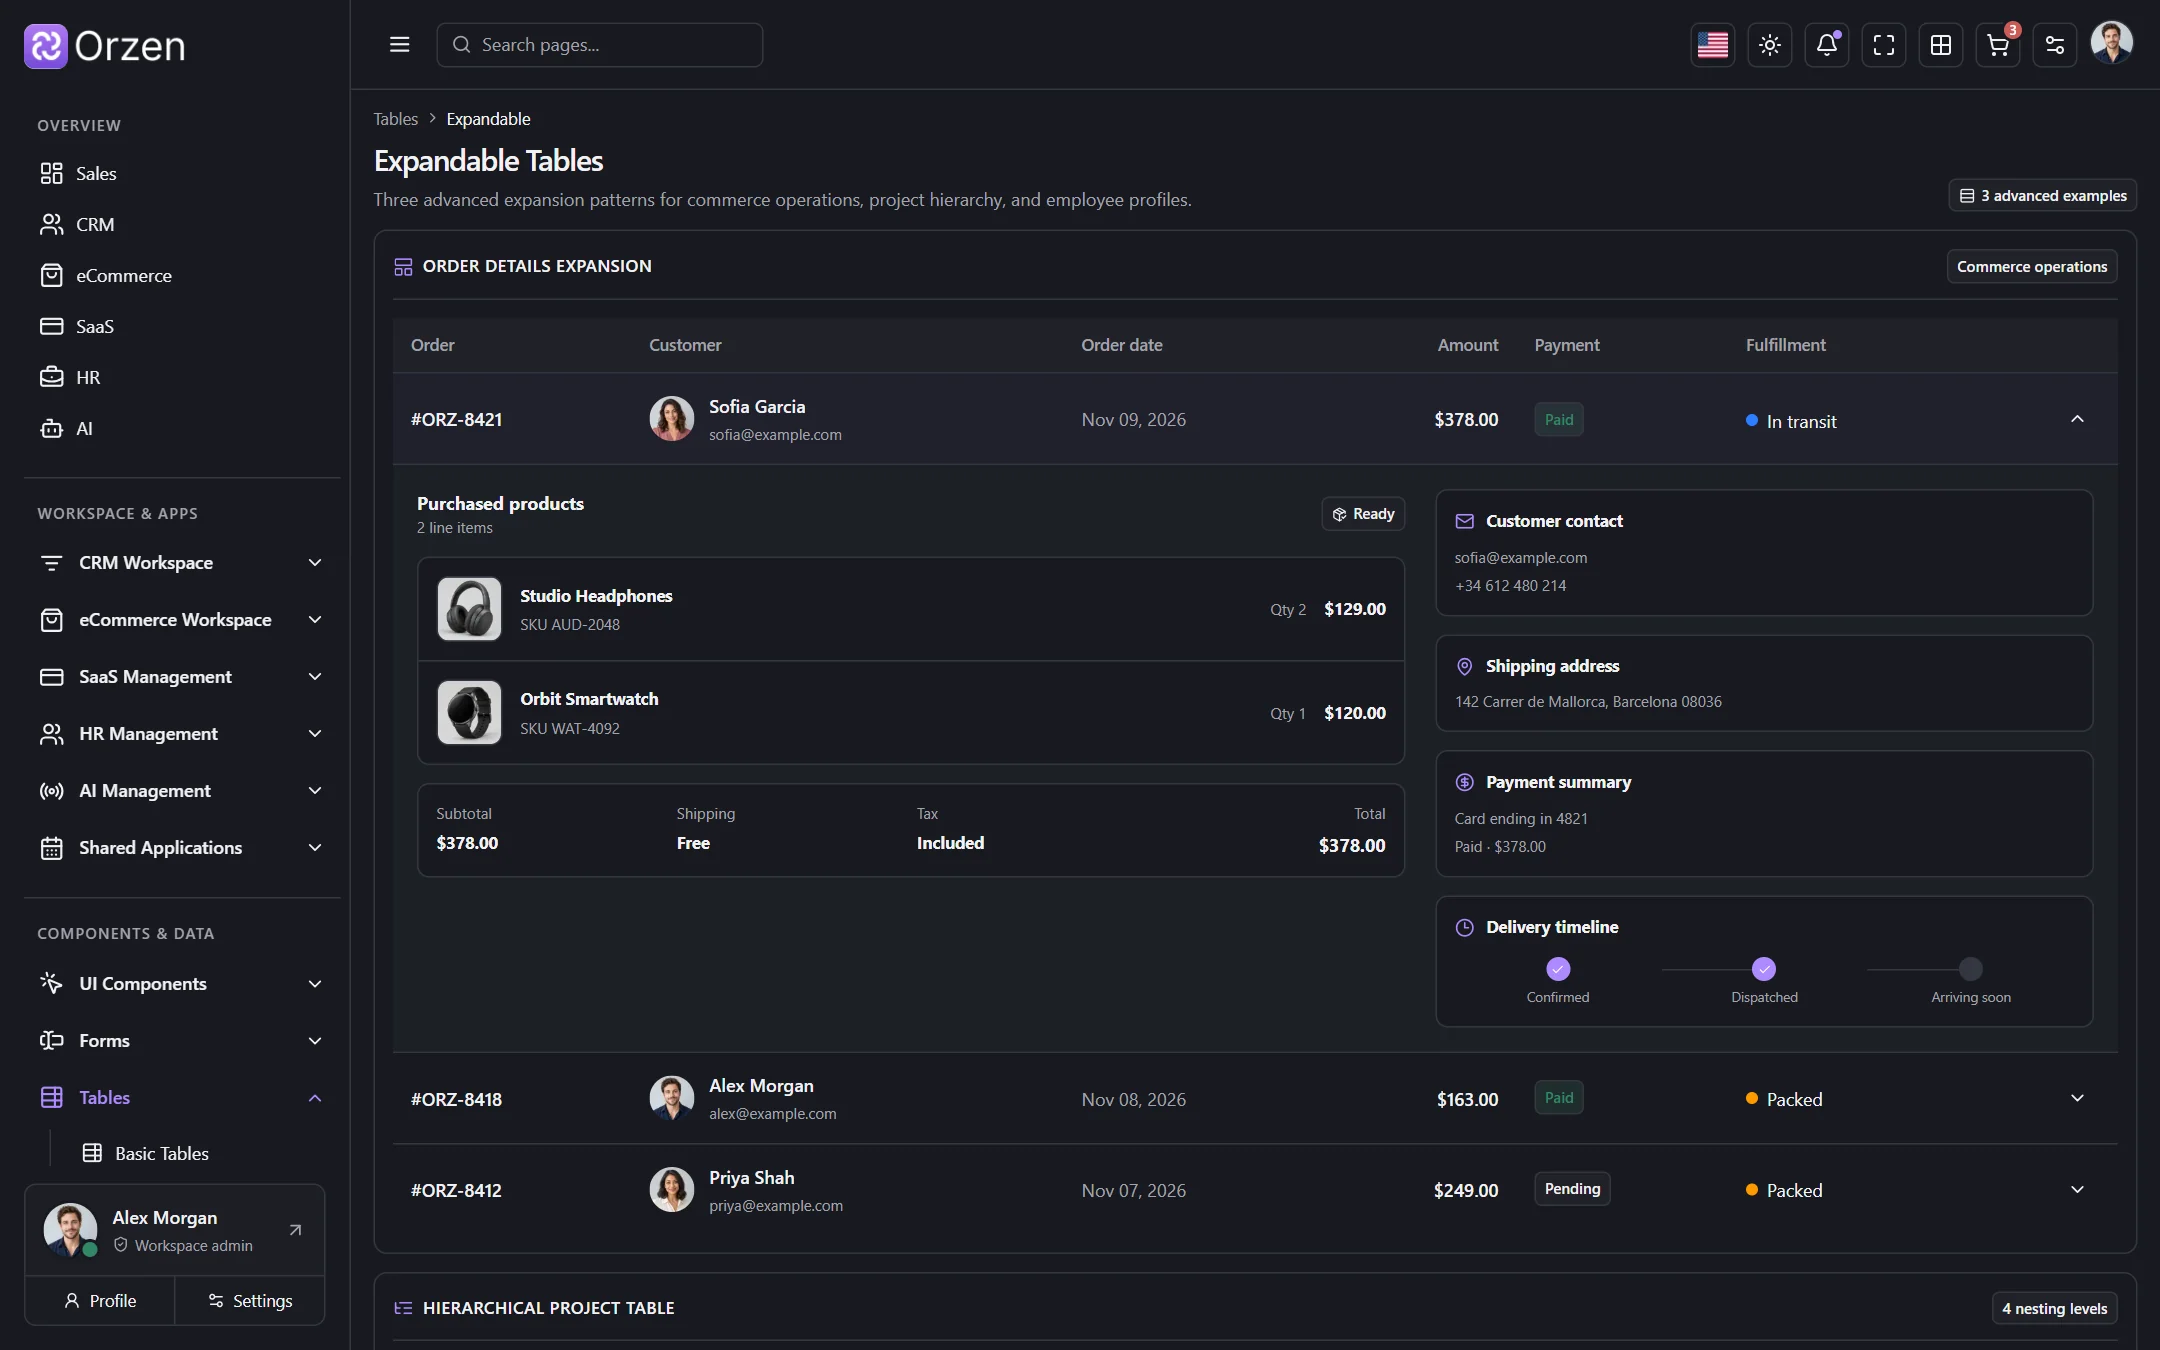 Orzen
Search pages...
3
OVERVIEW
Sales
CRM
eCommerce
SaaS
HR
AI
WORKSPACE & APPS
CRM Workspace
eCommerce Workspace
SaaS Management
HR Management
AI Management
Shared Applications
COMPONENTS & DATA
UI Components
Forms
Tables
Basic Tables
Alex Morgan
Workspace admin
Profile
Settings
Tables > Expandable
Expandable Tables
Three advanced expansion patterns for commerce operations, project hierarchy, and employee profiles.
3 advanced examples
ORDER DETAILS EXPANSION
Commerce operations
Order Customer Order date Amount Payment Fulfillment
#ORZ-8421 Sofia Garcia Nov 09, 2026 $378.00 Paid In transit
sofia@example.com
Purchased products
2 line items
Ready
Studio Headphones
SKU AUD-2048
Qty 2 $129.00
Orbit Smartwatch
SKU WAT-4092
Qty 1 $120.00
Subtotal Shipping Tax Total
$378.00 Free Included $378.00
Customer contact
sofia@example.com
+34 612 480 214
Shipping address
142 Carrer de Mallorca, Barcelona 08036
Payment summary
Card ending in 4821
Paid · $378.00
Delivery timeline
Confirmed Dispatched Arriving soon
#ORZ-8418 Alex Morgan Nov 08, 2026 $163.00 Paid Packed
alex@example.com
#ORZ-8412 Priya Shah Nov 07, 2026 $249.00 Pending Packed
priya@example.com
HIERARCHICAL PROJECT TABLE
4 nesting levels